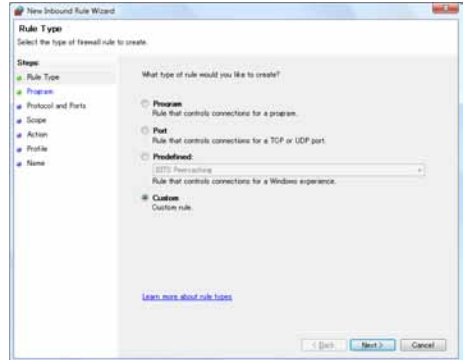 New Inbound Rule Wizard
Rule Type
Select the type of firewall rule to create.
Steps:
Rule Type
Program
Protocol and Ports
Scope
Action
Profile
Name
What type of rule would you like to create?
Program
Rule that controls connections for a program.
Port
Rule that controls connections for a TCP or UDP port.
Predefined:
BITS Peercaching
Rule that controls connections for a Windows experience.
Custom
Custom rule.
Learn more about rule types
< Back
Next >
Cancel